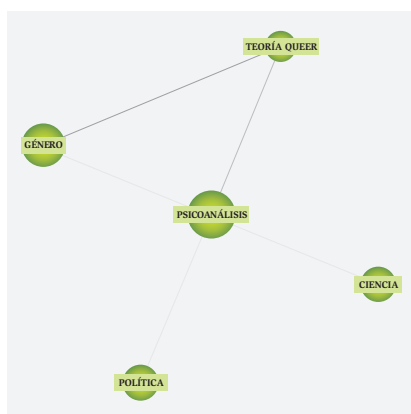 TEORÍA QUEER
GÉNERO
PSICOANÁLISIS
CIENCIA
POLÍTICA